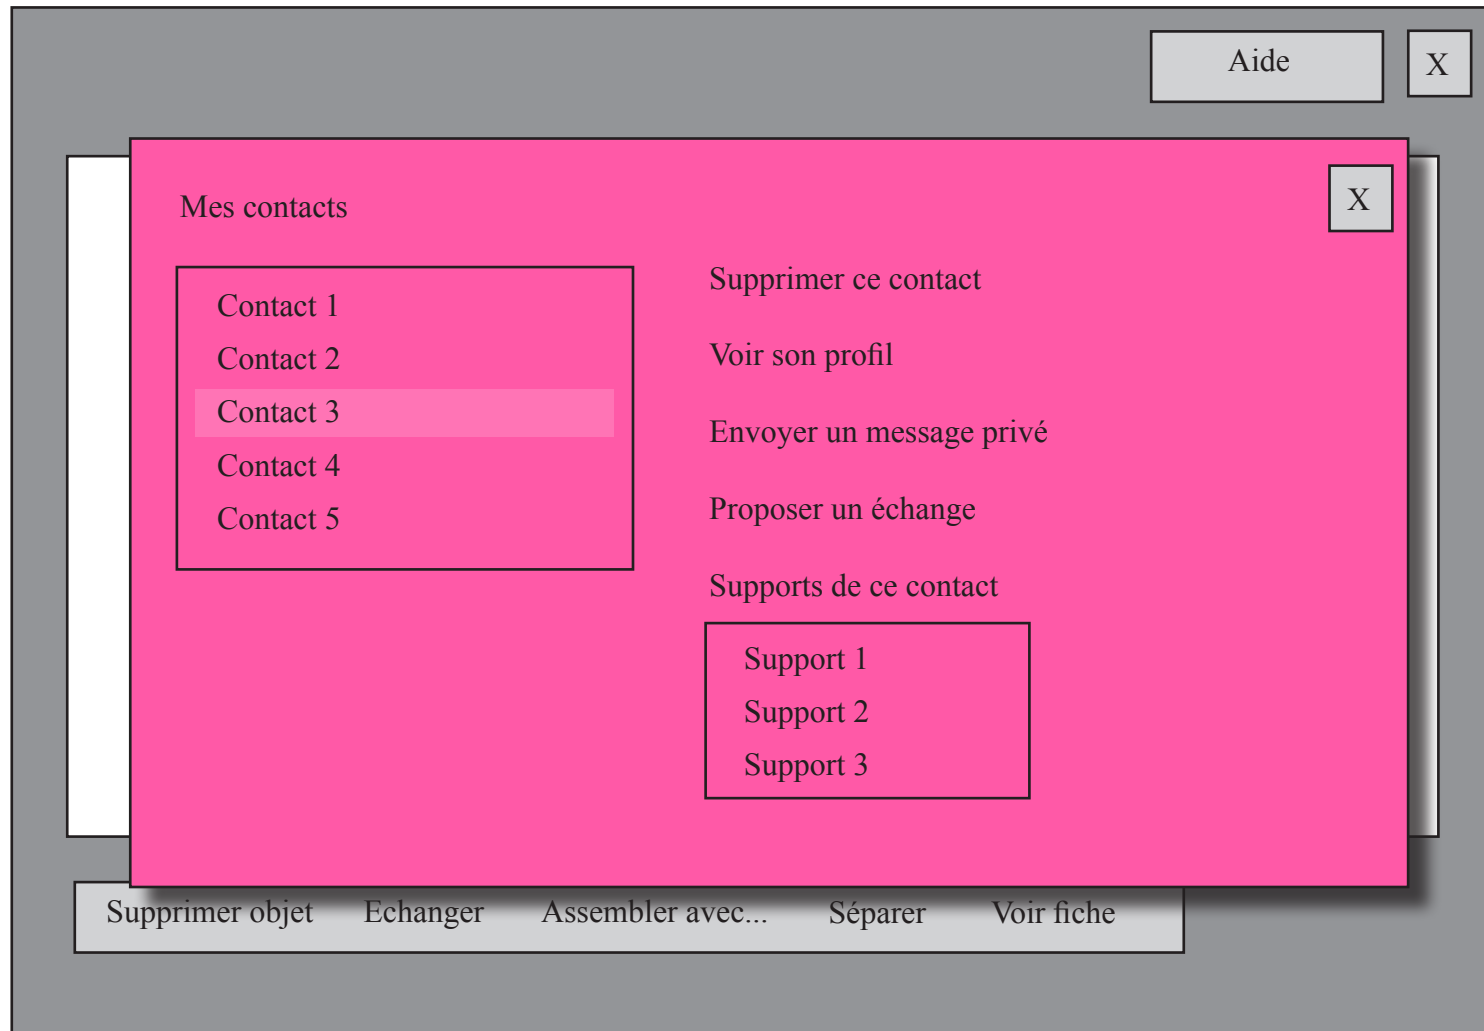 Aide
X
Mes contacts
X
Contact 1
Contact 2
Contact 3
Contact 4
Contact 5
Supprimer ce contact
Voir son profil
Envoyer un message privé
Proposer un échange
Supports de ce contact
Support 1
Support 2
Support 3
Supprimer objet Echanger Assembler avec... Séparer Voir fiche